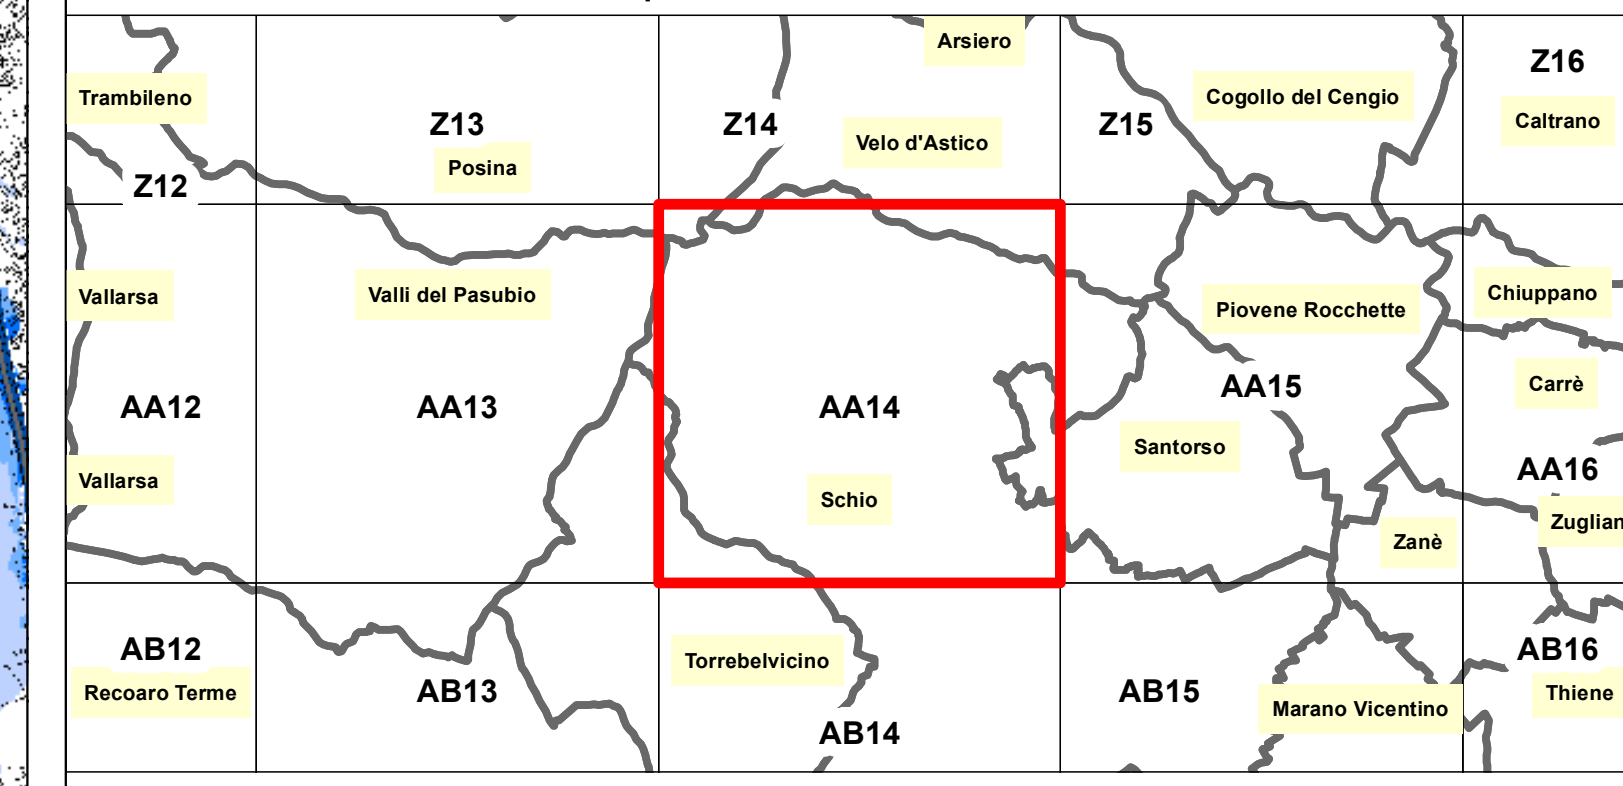 Arsiero
Z16
Trambileno
Cogollo del Cengio
Z13
Z14
Z15
Caltrano
Velo d'Astico
Posina
Z12
Vallarsa
Valli del Pasubio
Piovene Rocchette
Chiuppano
AA12
AA13
AA14
AA15
Carrè
Santorso
AA16
Vallarsa
Schio
Zuglian
Zanè
AB12
Torrebelvicino
AB16
Recoaro Terme
AB13
AB15
Thiene
Marano Vicentino
AB14